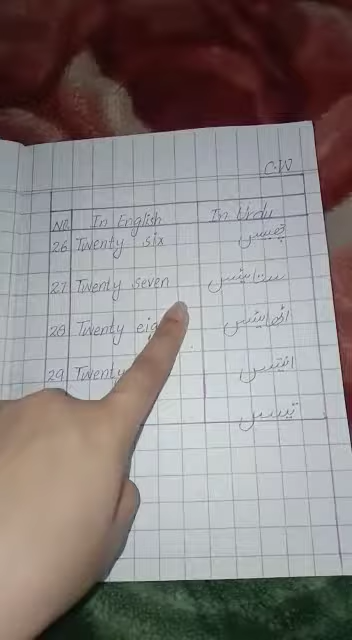 C.W
No. In English In Urdu
26 Twenty six چھبیس
27 Twenty seven ستائیس
28 Twenty eig اٹھائیس
29 Twenty انتیس
تیس